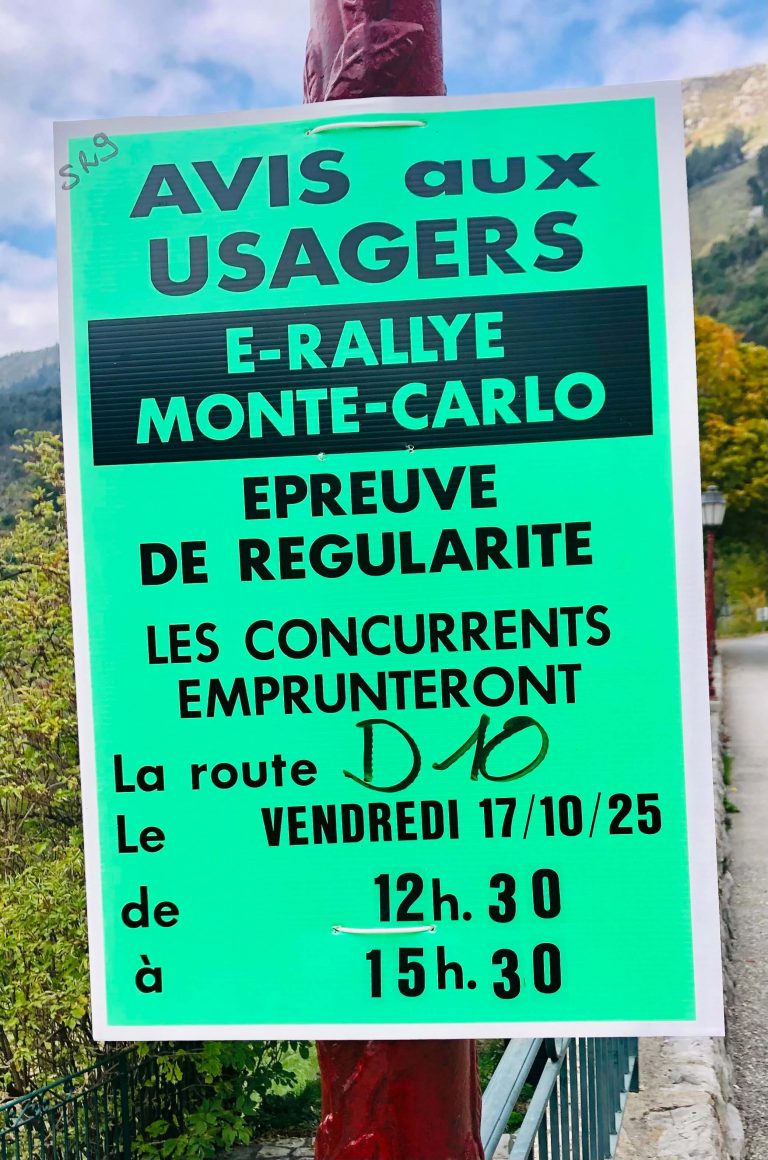 SR9
AVIS aux
USAGERS
E-RALLYE
MONTE-CARLO
EPREUVE
DE REGULARITE
LES CONCURRENTS
EMPRUNTERONT
La route D10
Le VENDREDI 17/10/25
de 12h.30
à 15h.30